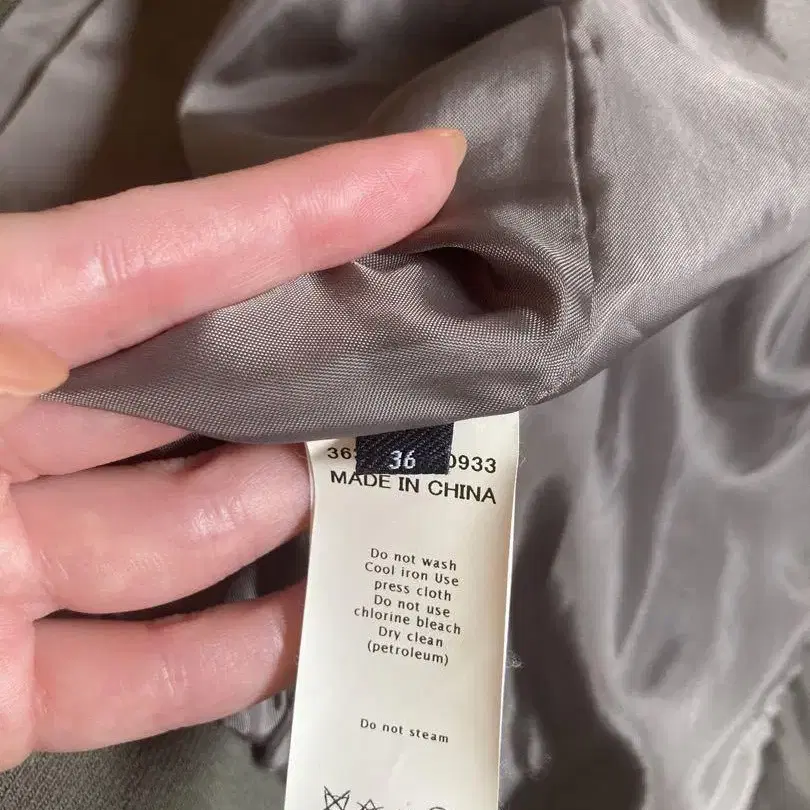 36
0933
MADE IN CHINA
Do not wash
Cool iron Use
press cloth
Do not use
chlorine bleach
Dry clean
(petroleum)
Do not steam